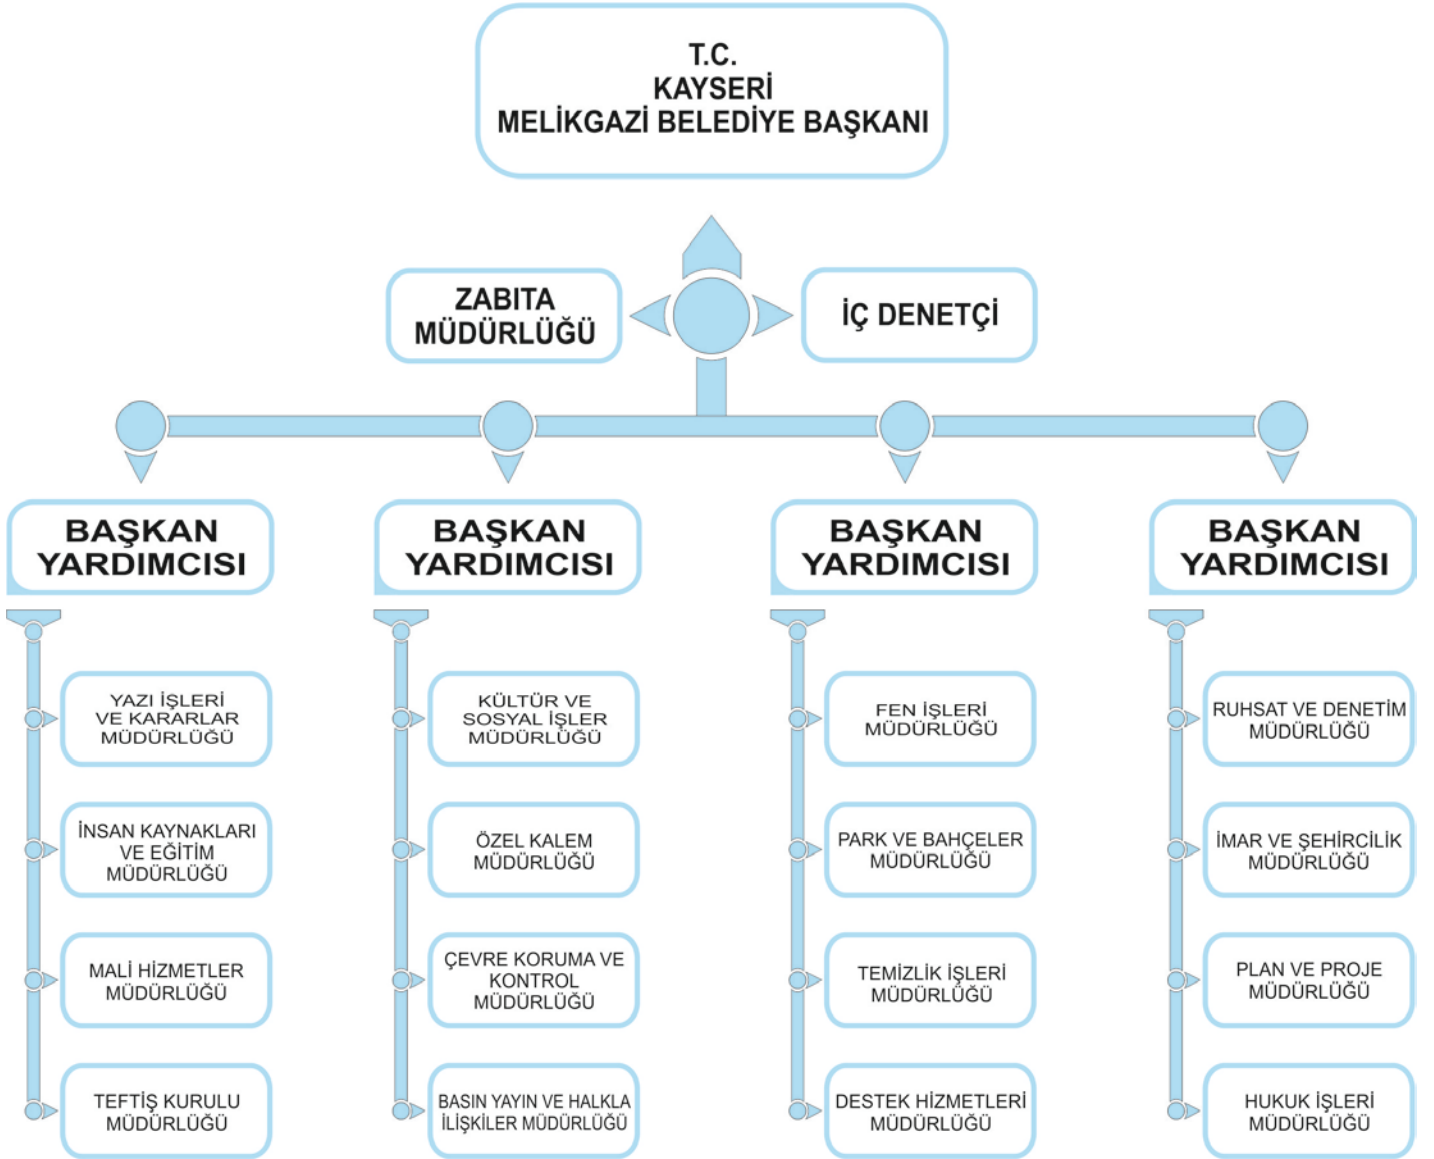 T.C.
KAYSERİ
MELİKGAZİ BELEDİYE BAŞKANI
ZABITA
MÜDÜRLÜĞÜ
İÇ DENETÇİ
BAŞKAN
YARDIMCISI
YAZI İŞLERİ
VE KARARLAR
MÜDÜRLÜĞÜ
İNSAN KAYNAKLARI
VE EĞİTİM
MÜDÜRLÜĞÜ
MALİ HİZMETLER
MÜDÜRLÜĞÜ
TEFTİŞ KURULU
MÜDÜRLÜĞÜ
BAŞKAN
YARDIMCISI
KÜLTÜR VE
SOSYAL İŞLER
MÜDÜRLÜĞÜ
ÖZEL KALEM
MÜDÜRLÜĞÜ
ÇEVRE KORUMA VE
KONTROL
MÜDÜRLÜĞÜ
BASIN YAYIN VE HALKLA
İLİŞKİLER MÜDÜRLÜĞÜ
BAŞKAN
YARDIMCISI
FEN İŞLERİ
MÜDÜRLÜĞÜ
PARK VE BAHÇELER
MÜDÜRLÜĞÜ
TEMİZLİK İŞLERİ
MÜDÜRLÜĞÜ
DESTEK HİZMETLERİ
MÜDÜRLÜĞÜ
BAŞKAN
YARDIMCISI
RUHSAT VE DENETİM
MÜDÜRLÜĞÜ
İMAR VE ŞEHİRCİLİK
MÜDÜRLÜĞÜ
PLAN VE PROJE
MÜDÜRLÜĞÜ
HUKUK İŞLERİ
MÜDÜRLÜĞÜ